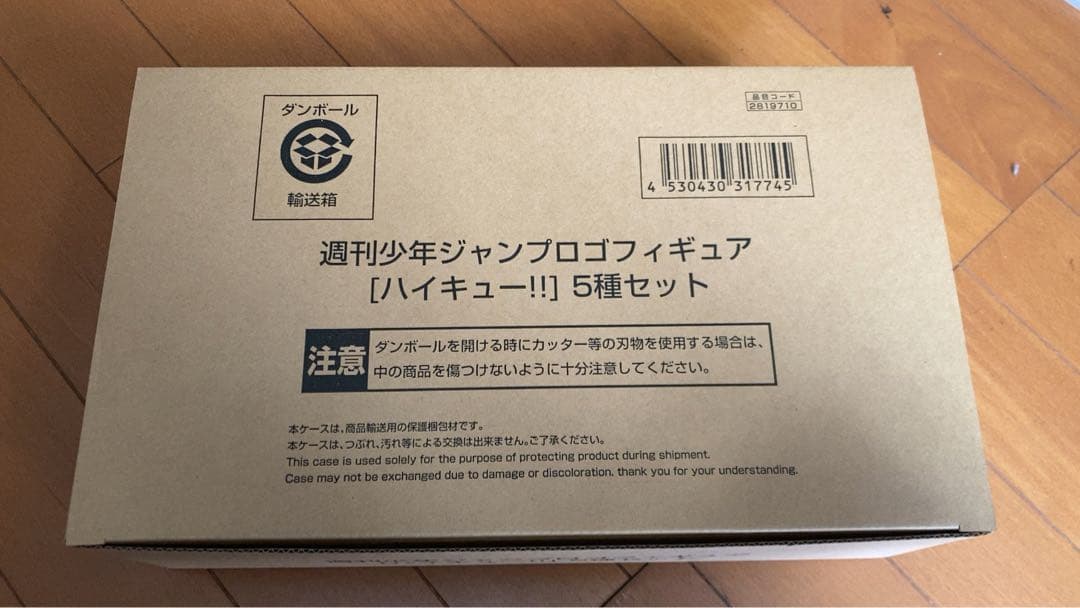 ダンボール
輸送箱
品番コード
2819710
4 530430 317745
週刊少年ジャンプロゴフィギュア
[ハイキュー!!] 5種セット
注意
ダンボールを開ける時にカッター等の刃物を使用する場合は、
中の商品を傷つけないように十分注意してください。
本ケースは、商品輸送用の保護梱包材です。
本ケースは、つぶれ、汚れ等による交換は出来ません。ご了承ください。
This case is used solely for the purpose of protecting product during shipment.
Case may not be exchanged due to damage or discoloration. thank you for your understanding.